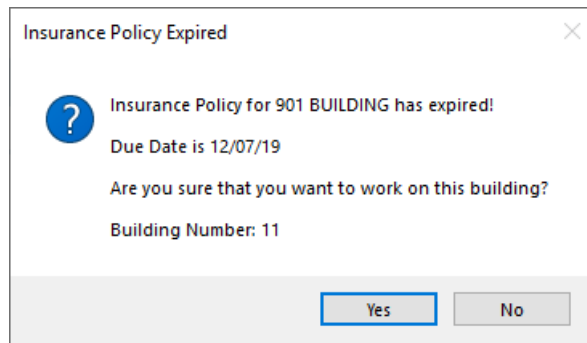 Insurance Policy Expired
Insurance Policy for 901 BUILDING has expired!
Due Date is 12/07/19
Are you sure that you want to work on this building?
Building Number: 11
Yes
No